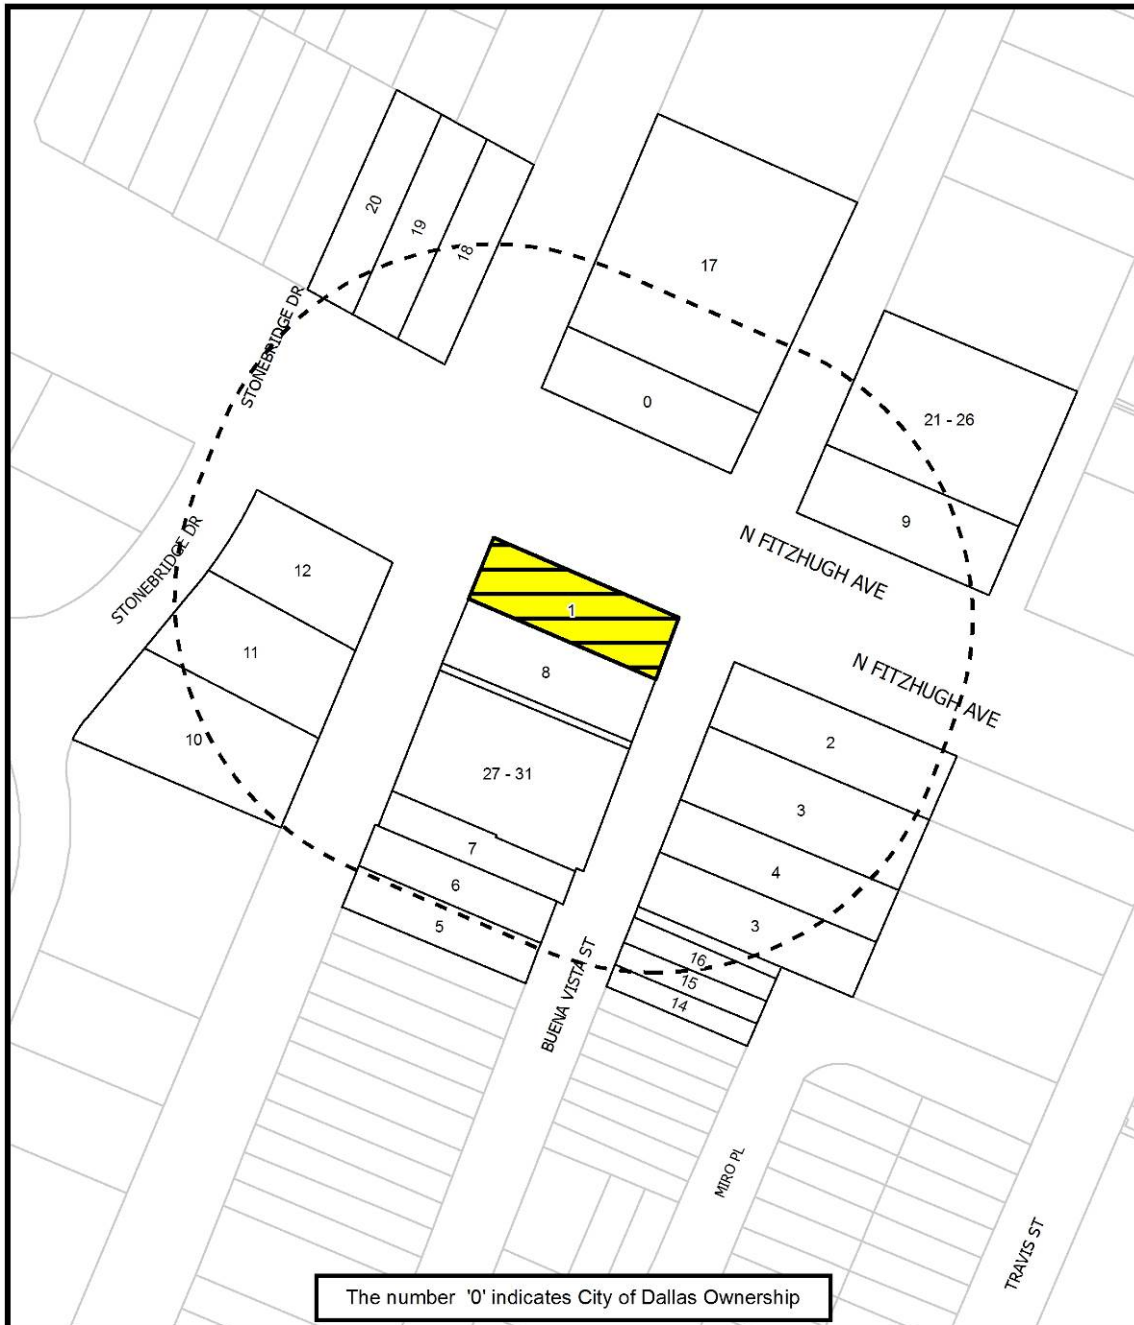 20
19
18
17
STONEBRIDGE DR
0
21 - 26
9
N FITZHUGH AVE
STONEBRIDGE DR
12
1
11
8
N FITZHUGH AVE
10
2
27 - 31
3
7
4
6
5
3
BUENA VISTA ST
16
15
14
MIRO PL
TRAVIS ST
The number '0' indicates City of Dallas Ownership